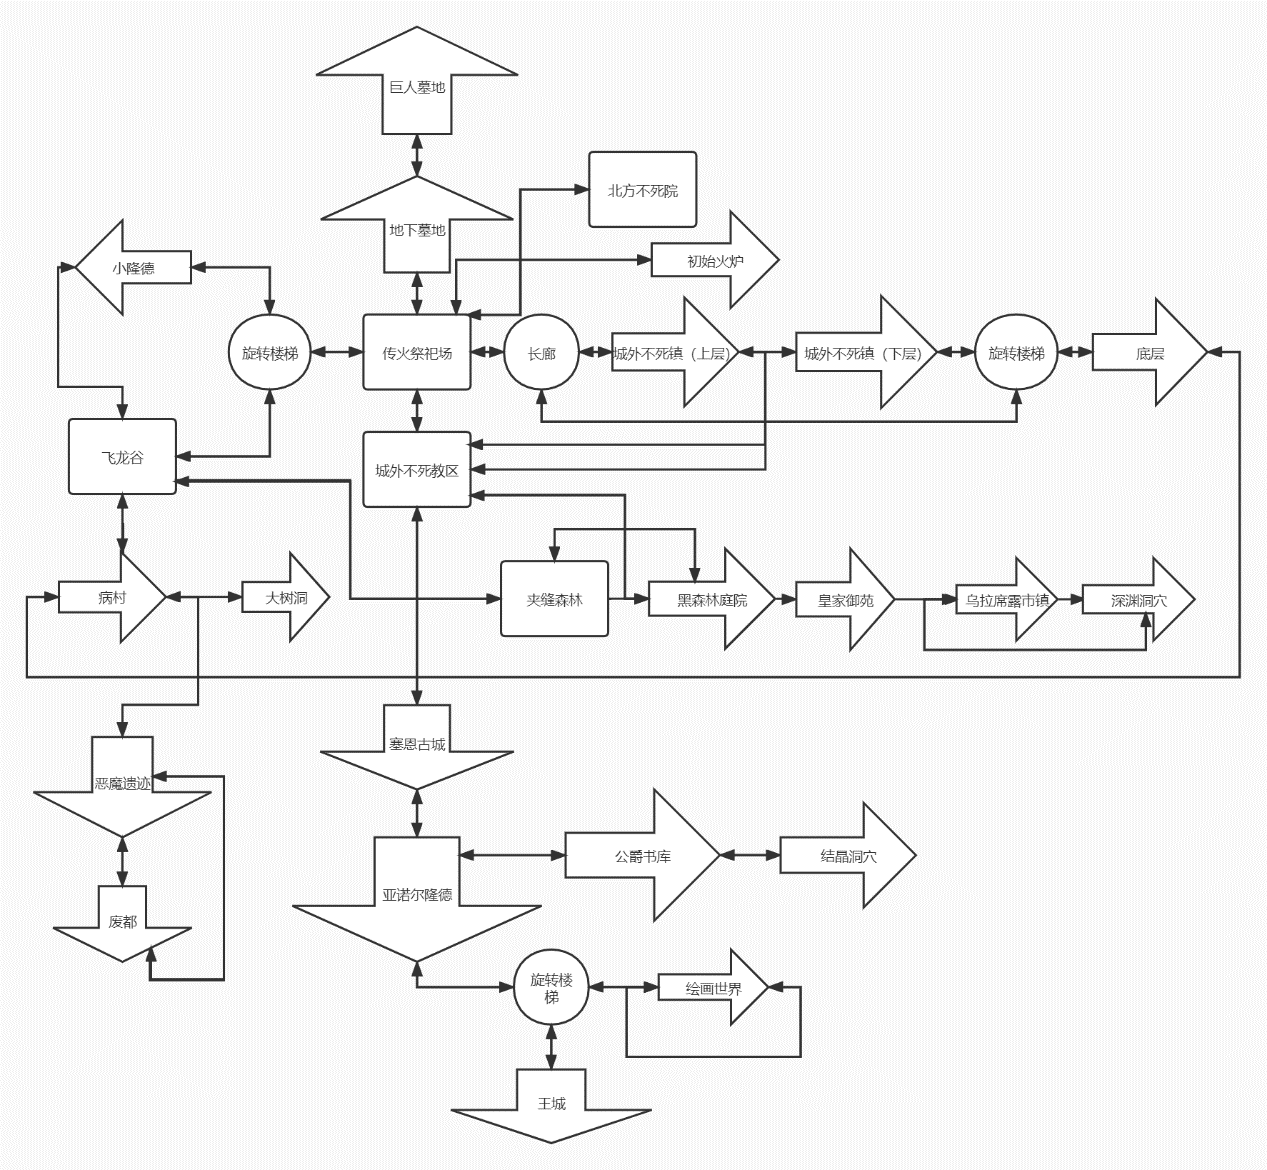 巨人墓地
北方不死院
地下墓地
初始火炉
小隆德
旋转楼梯
传火祭祀场
长廊
城外不死镇（上层）
城外不死镇（下层）
旋转楼梯
底层
飞龙谷
城外不死教区
病村
大树洞
夹缝森林
黑森林庭院
皇家御苑
乌拉席露市镇
深渊洞穴
塞恩古城
恶魔遗迹
公爵书库
结晶洞穴
亚诺尔隆德
废都
旋转楼
梯
绘画世界
王城